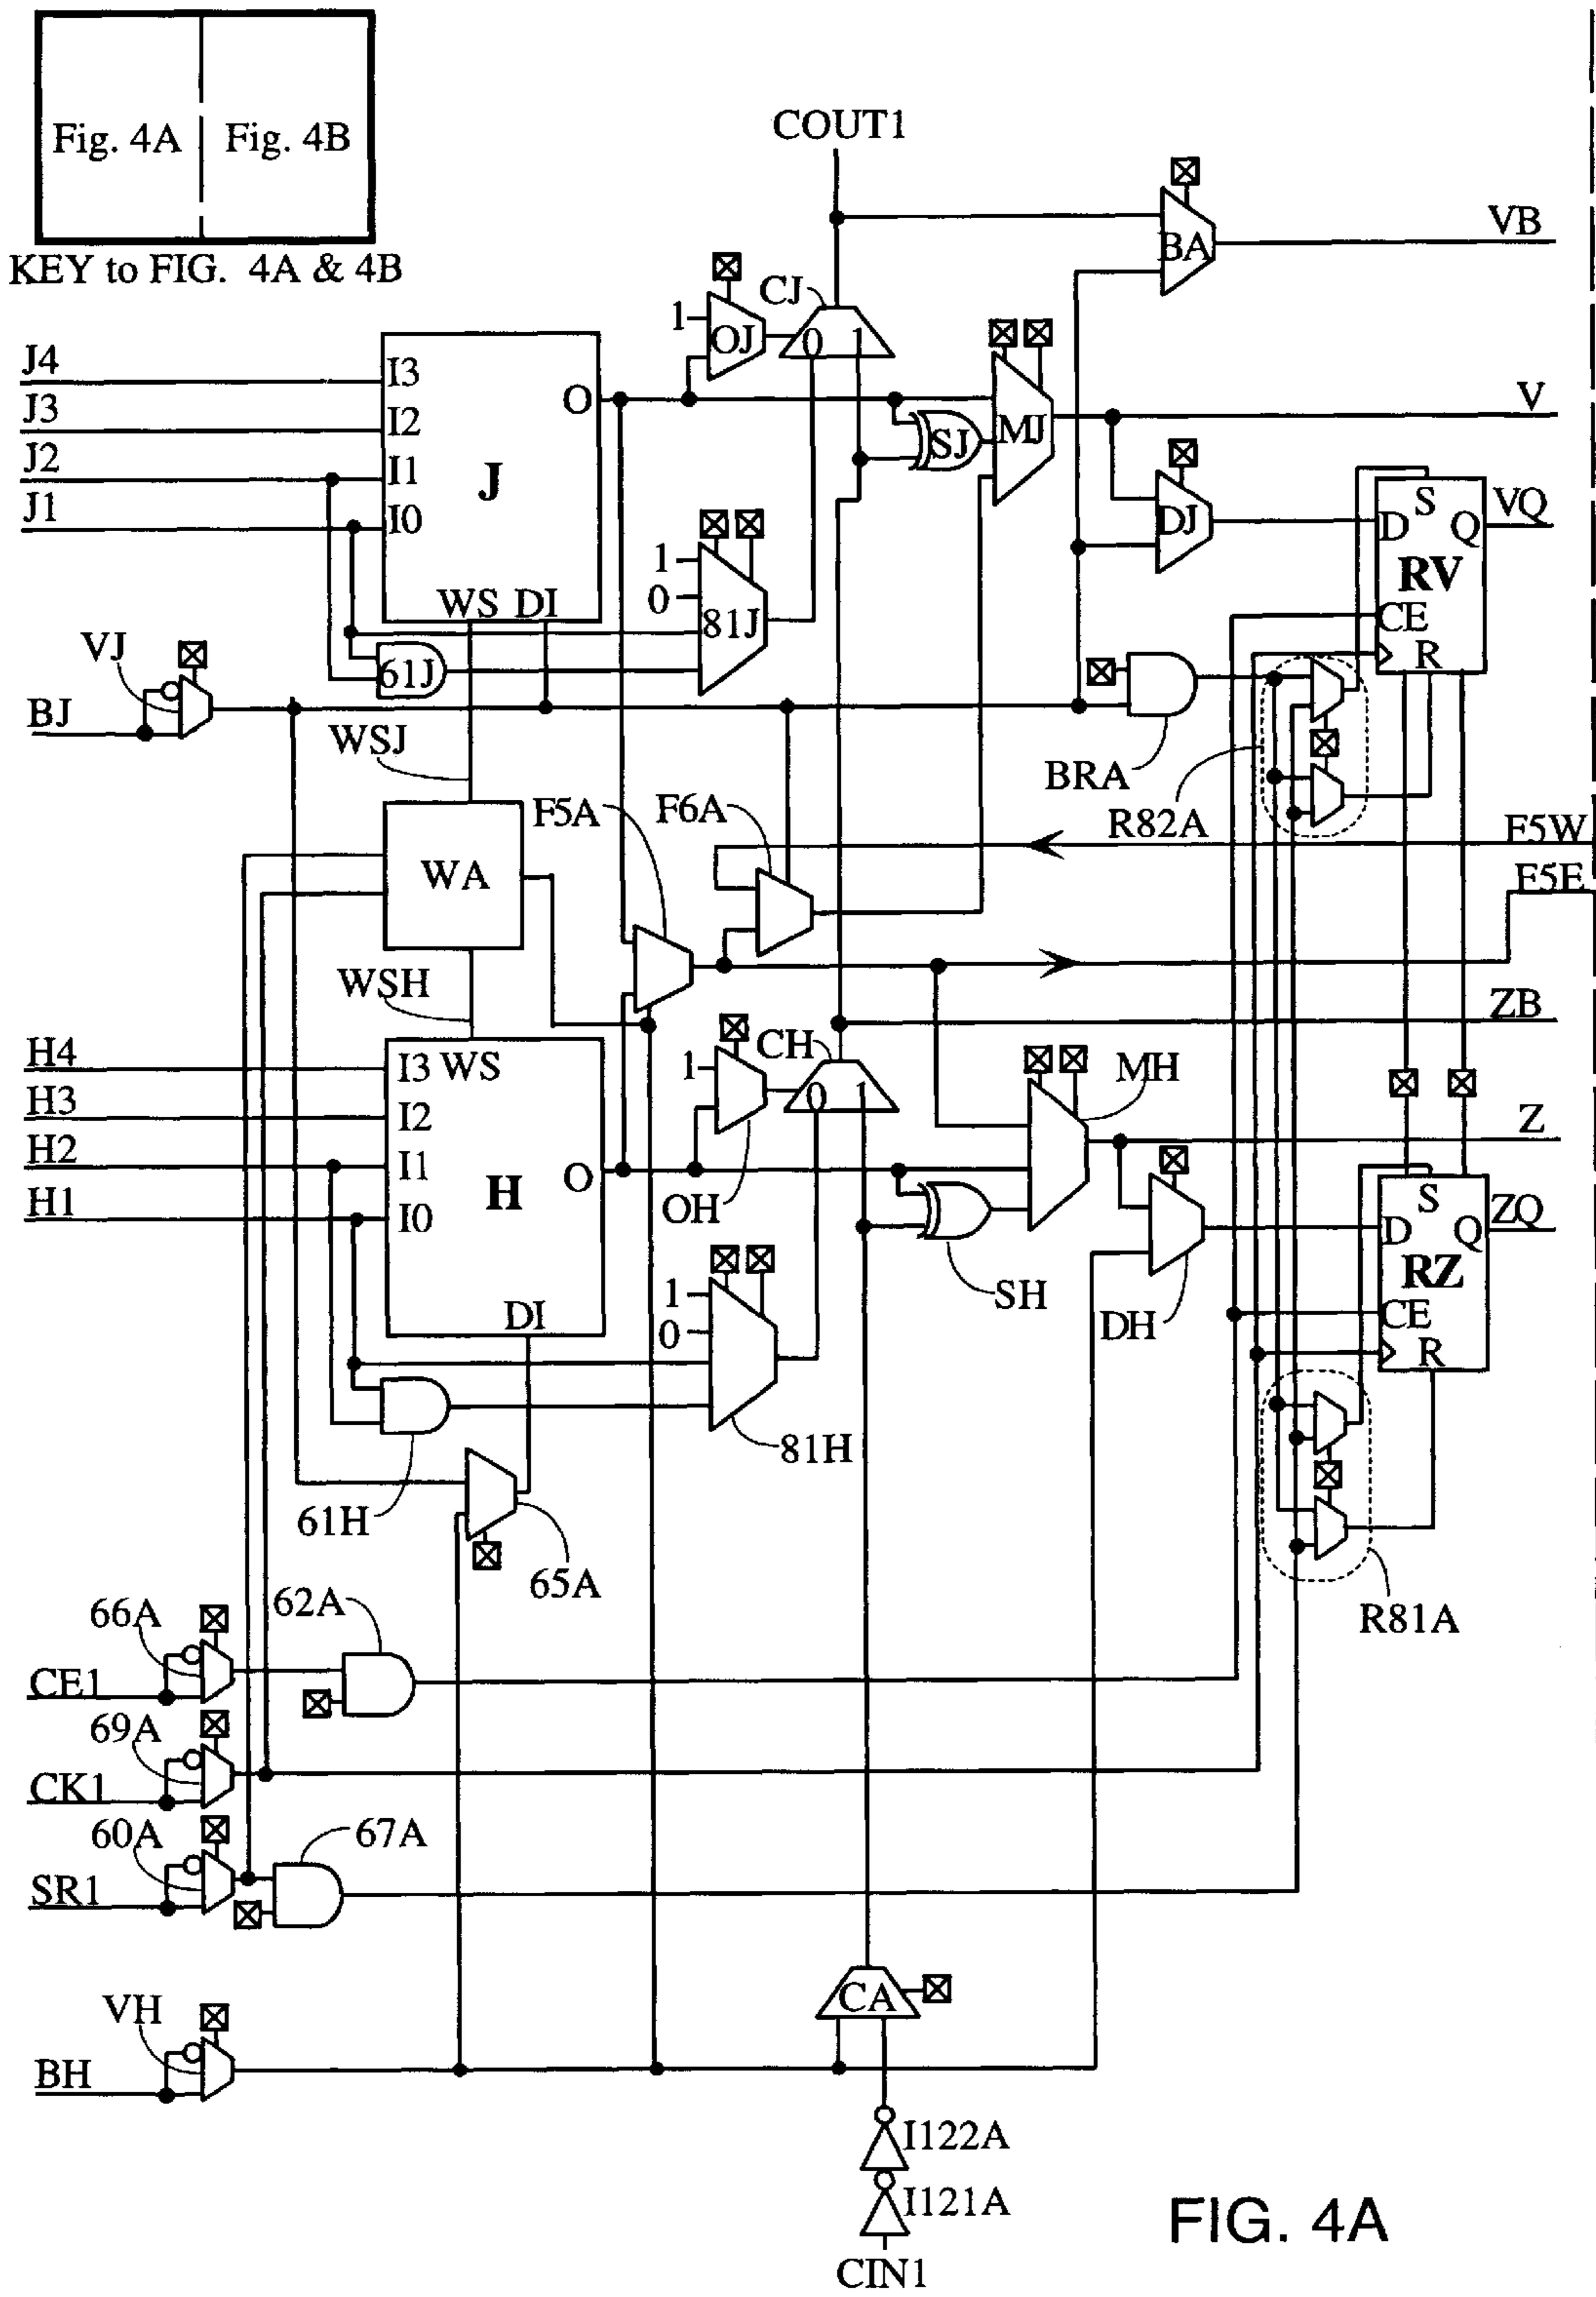 Fig. 4A
Fig. 4B
KEY to FIG. 4A & 4B
COUT1
BA
VB
1
OJ
CJ
0 1
J4
J3
J2
J1
I3
I2
I1
I0
O
J
WS DI
SJ
MJ
V
DJ
S
D
Q
RV
CE
R
VQ
1
0
81J
61J
VJ
BJ
WSJ
BRA
R82A
F5A
F6A
F5W
F5E
WA
WSH
ZB
H4
H3
H2
H1
I3 WS
I2
I1
I0
O
H
DI
1
CH
0 1
OH
MH
Z
SH
DH
S
D
Q
RZ
CE
R
ZQ
1
0
81H
61H
65A
R81A
66A
62A
CE1
69A
CK1
60A
67A
SR1
VH
BH
CA
I122A
I121A
CIN1
FIG. 4A